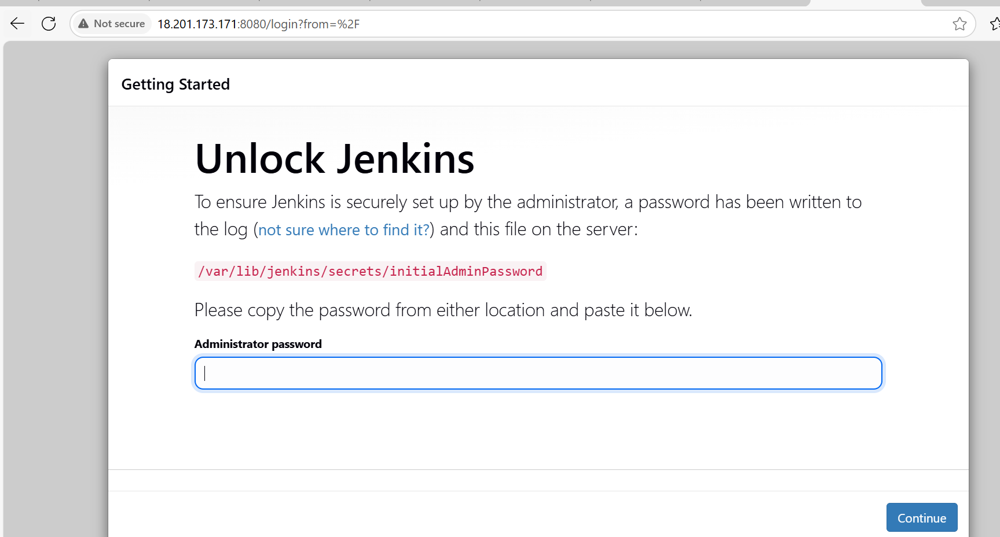 Not secure 18.201.173.171:8080/login?from=%2F
Getting Started
Unlock Jenkins
To ensure Jenkins is securely set up by the administrator, a password has been written to
the log (not sure where to find it?) and this file on the server:
/var/lib/jenkins/secrets/initialAdminPassword
Please copy the password from either location and paste it below.
Administrator password
Continue